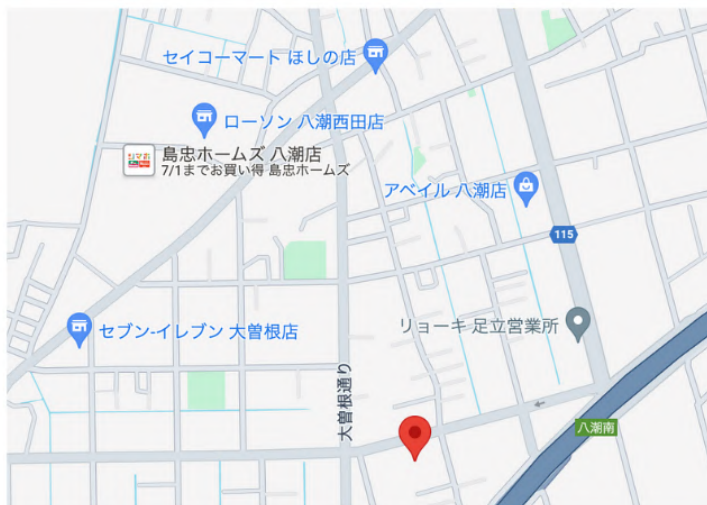 セイコーマート ほしの店
ローソン 八潮西田店
島忠ホームズ 八潮店
7/1までお買い得 島忠ホームズ
アベイル 八潮店
115
リョーキ 足立営業所
セブン-イレブン 大曽根店
大曽根通り
八潮南